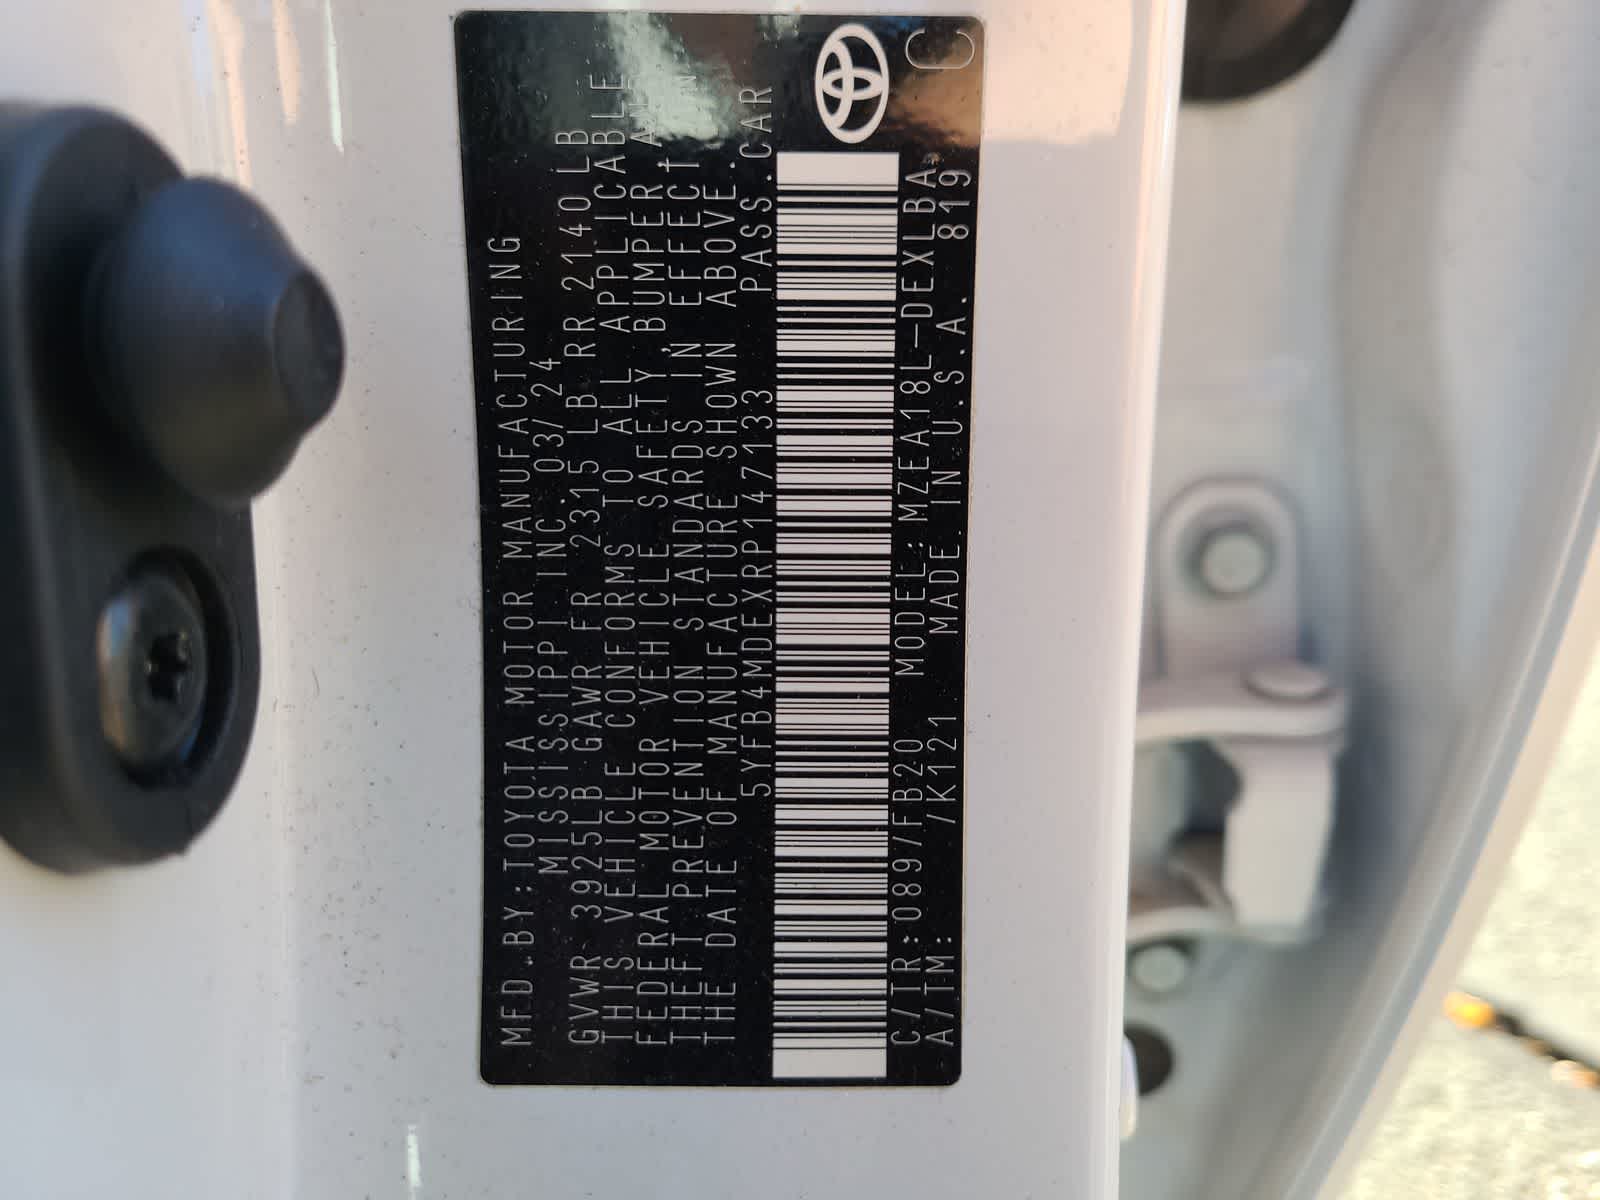 MFD. BY: TOYOTA MOTOR MANUFACTURING
MISSISSIPPI INC. 03/24
GVWR 3925LB GAWR FR 2315 LB RR 2140LB
THIS VEHICLE CONFORMS TO ALL APPLICABLE
FEDERAL MOTOR VEHICLE SAFETY, BUMPER, AND
THEFT PREVENTION STANDARDS IN EFFECT ON
THE DATE OF MANUFACTURE SHOWN ABOVE.
5YFB4MDEXRP147133 PASS.CAR
C/TR: 089/FB20 MODEL: MZEA18L-DEXLBA
A/TM: /K121 MADE IN U.S.A. 819
C